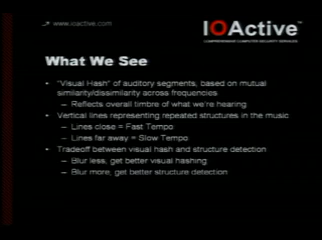 www.ioactive.com
IOActive™
COMPREHENSIVE COMPUTER SECURITY SERVICES
What We See
"Visual Hash" of auditory segments, based on mutual
similarity/dissimilarity across frequencies
– Reflects overall timbre of what we're hearing
Vertical lines representing repeated structures in the music
– Lines close = Fast Tempo
– Lines far away = Slow Tempo
Tradeoff between visual hash and structure detection
– Blur less, get better visual hashing
– Blur more, get better structure detection